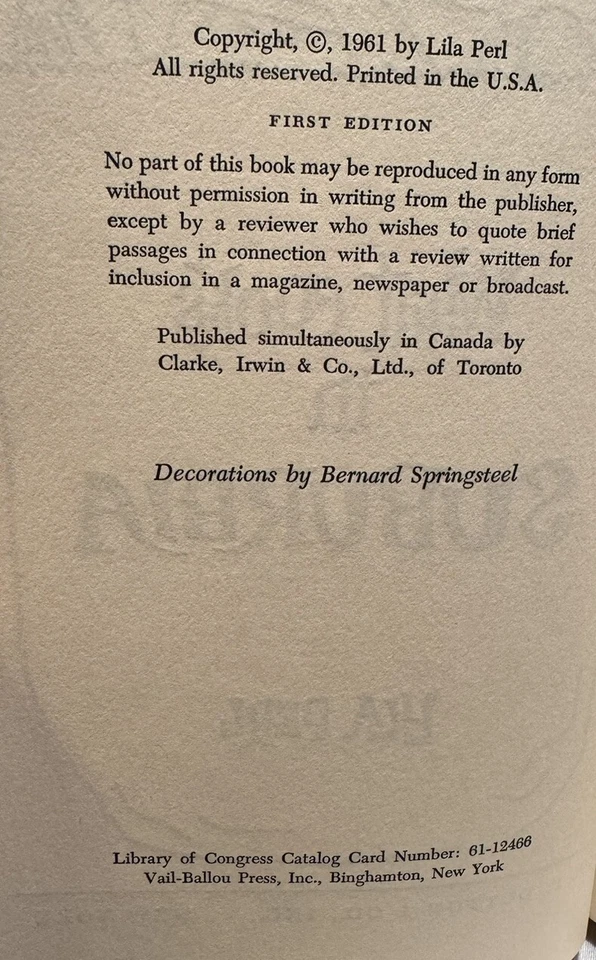 Copyright, ©, 1961 by Lila Perl
All rights reserved. Printed in the U.S.A.
FIRST EDITION
No part of this book may be reproduced in any form
without permission in writing from the publisher,
except by a reviewer who wishes to quote brief
passages in connection with a review written for
inclusion in a magazine, newspaper or broadcast.
Published simultaneously in Canada by
Clarke, Irwin & Co., Ltd., of Toronto
Decorations by Bernard Springsteel
Library of Congress Catalog Card Number: 61-12466
Vail-Ballou Press, Inc., Binghamton, New York